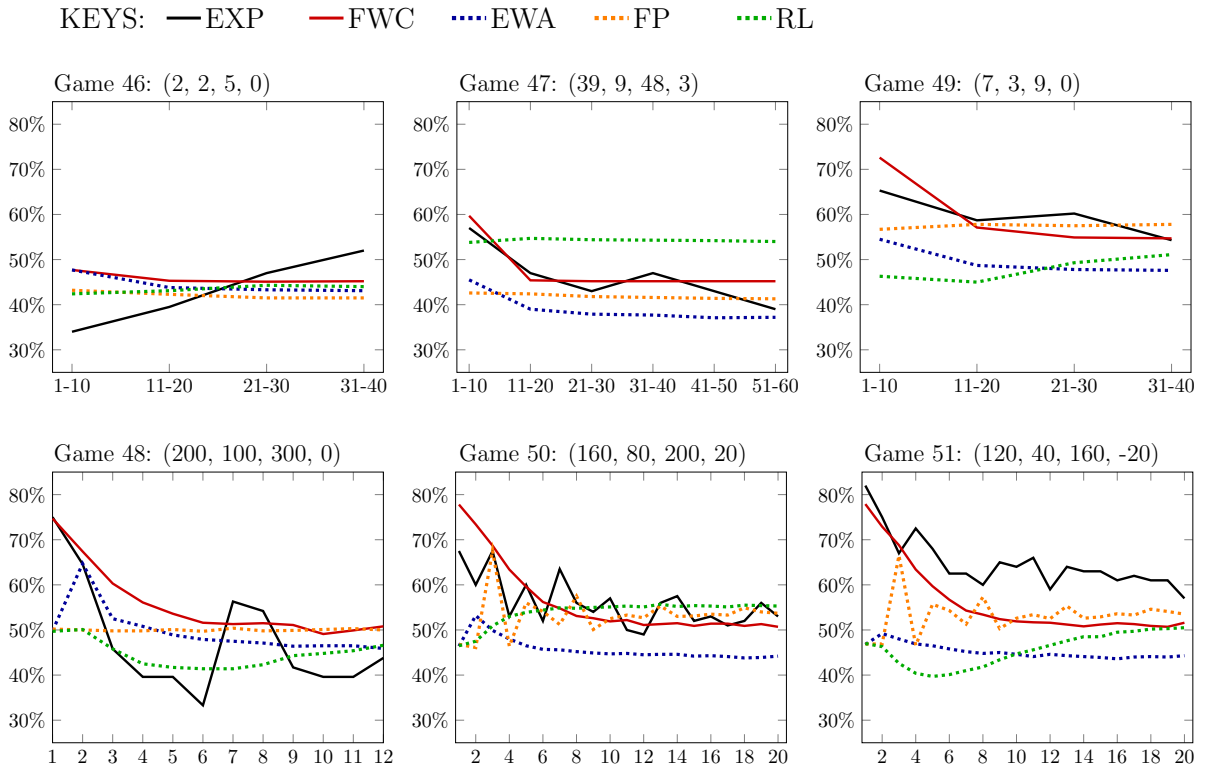 KEYS: EXP FWC EWA FP RL
Game 46: (2, 2, 5, 0) Game 47: (39, 9, 48, 3) Game 49: (7, 3, 9, 0)
80% 80% 80%
70% 70% 70%
60% 60% 60%
50% 50% 50%
40% 40% 40%
30% 30% 30%
1-10 11-20 21-30 31-40 1-10 11-20 21-30 31-40 41-50 51-60 1-10 11-20 21-30 31-40
Game 48: (200, 100, 300, 0) Game 50: (160, 80, 200, 20) Game 51: (120, 40, 160, -20)
80% 80% 80%
70% 70% 70%
60% 60% 60%
50% 50% 50%
40% 40% 40%
30% 30% 30%
1 2 3 4 5 6 7 8 9 10 11 12 2 4 6 8 10 12 14 16 18 20 2 4 6 8 10 12 14 16 18 20